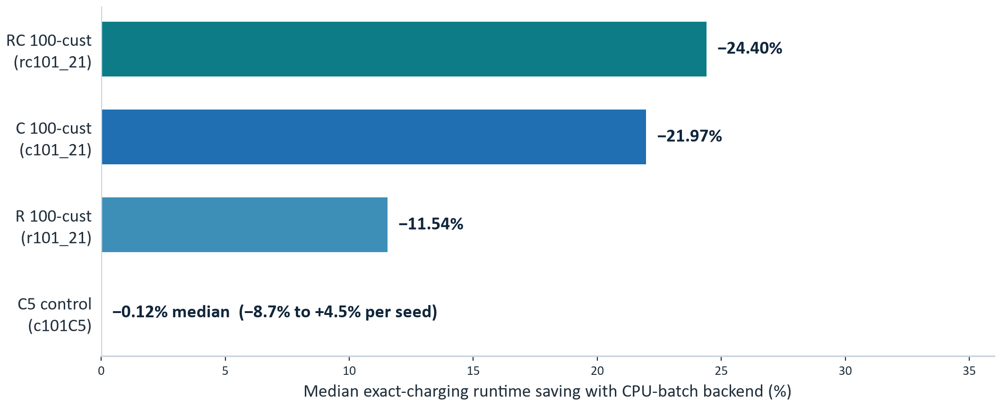 RC 100-cust
(rc101_21)
−24.40%
C 100-cust
(c101_21)
−21.97%
R 100-cust
(r101_21)
−11.54%
C5 control
(c101C5)
−0.12% median (−8.7% to +4.5% per seed)
0 5 10 15 20 25 30 35
Median exact-charging runtime saving with CPU-batch backend (%)